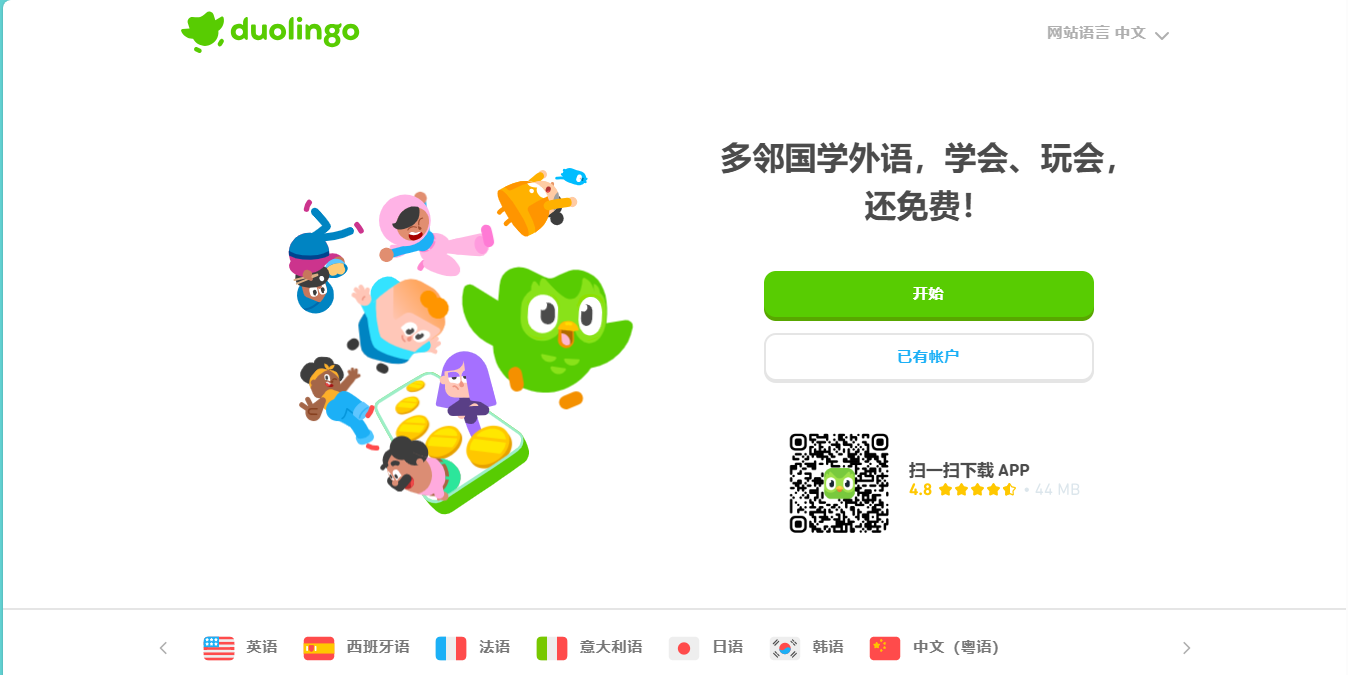 duolingo
网站语言 中文
多邻国学外语，学会、玩会，
还免费！
开始
已有帐户
扫一扫下载 APP
4.8 • 44 MB
英语 西班牙语 法语 意大利语 日语 韩语 中文（粤语）